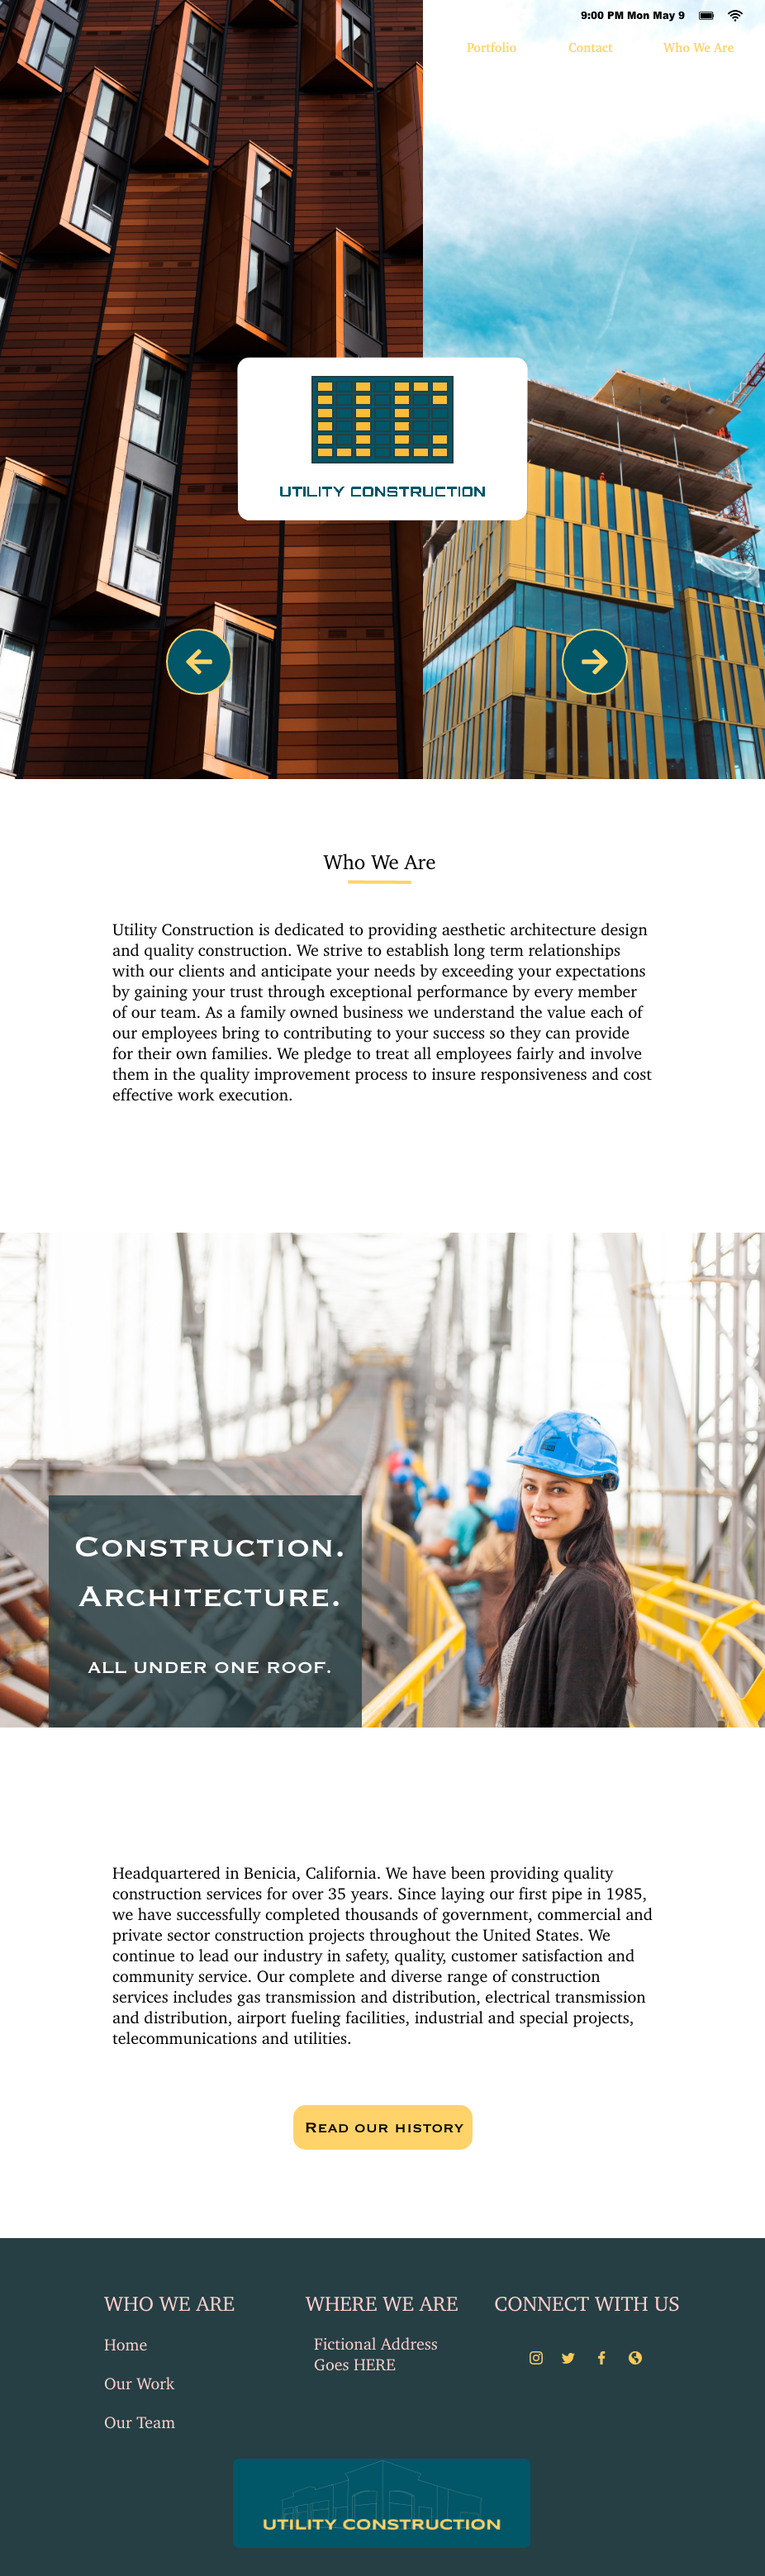 9:00 PM Mon May 9
Portfolio Contact Who We Are
UTILITY CONSTRUCTION
Who We Are
Utility Construction is dedicated to providing aesthetic architecture design
and quality construction. We strive to establish long term relationships
with our clients and anticipate your needs by exceeding your expectations
by gaining your trust through exceptional performance by every member
of our team. As a family owned business we understand the value each of
our employees bring to contributing to your success so they can provide
for their own families. We pledge to treat all employees fairly and involve
them in the quality improvement process to insure responsiveness and cost
effective work execution.
CONSTRUCTION.
ARCHITECTURE.
ALL UNDER ONE ROOF.
Headquartered in Benicia, California. We have been providing quality
construction services for over 35 years. Since laying our first pipe in 1985,
we have successfully completed thousands of government, commercial and
private sector construction projects throughout the United States. We
continue to lead our industry in safety, quality, customer satisfaction and
community service. Our complete and diverse range of construction
services includes gas transmission and distribution, electrical transmission
and distribution, airport fueling facilities, industrial and special projects,
telecommunications and utilities.
READ OUR HISTORY
WHO WE ARE
Home
Our Work
Our Team
WHERE WE ARE
Fictional Address
Goes HERE
CONNECT WITH US
UTILITY CONSTRUCTION